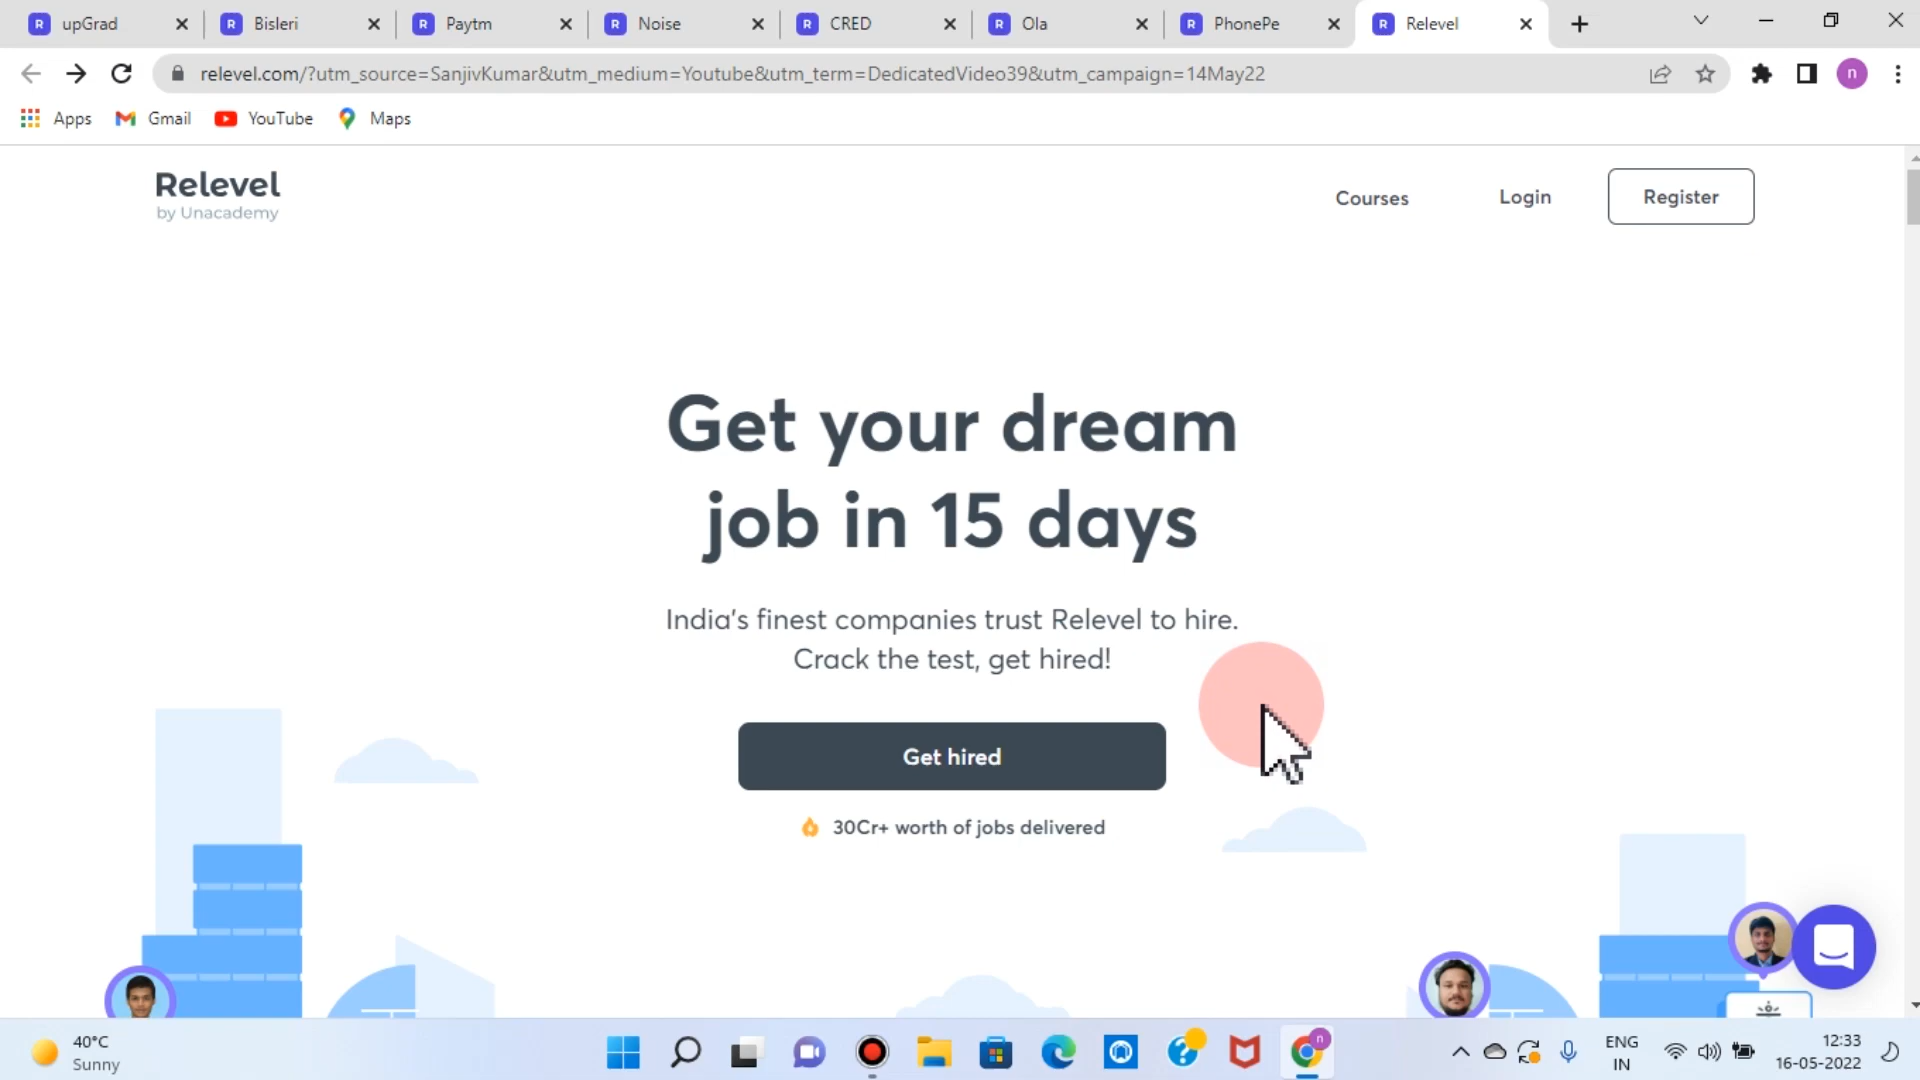 upGrad
Bisleri
Paytm
Noise
CRED
Ola
PhonePe
Relevel
relevel.com/?utm_source=SanjivKumar&utm_medium=Youtube&utm_term=DedicatedVideo39&utm_campaign=14May22
n
Apps
Gmail
YouTube
Maps
Relevel
by Unacademy
Courses
Login
Register
Get your dream
job in 15 days
India's finest companies trust Relevel to hire.
Crack the test, get hired!
Get hired
30Cr+ worth of jobs delivered
40°C
Sunny
ENG
IN
12:33
16-05-2022